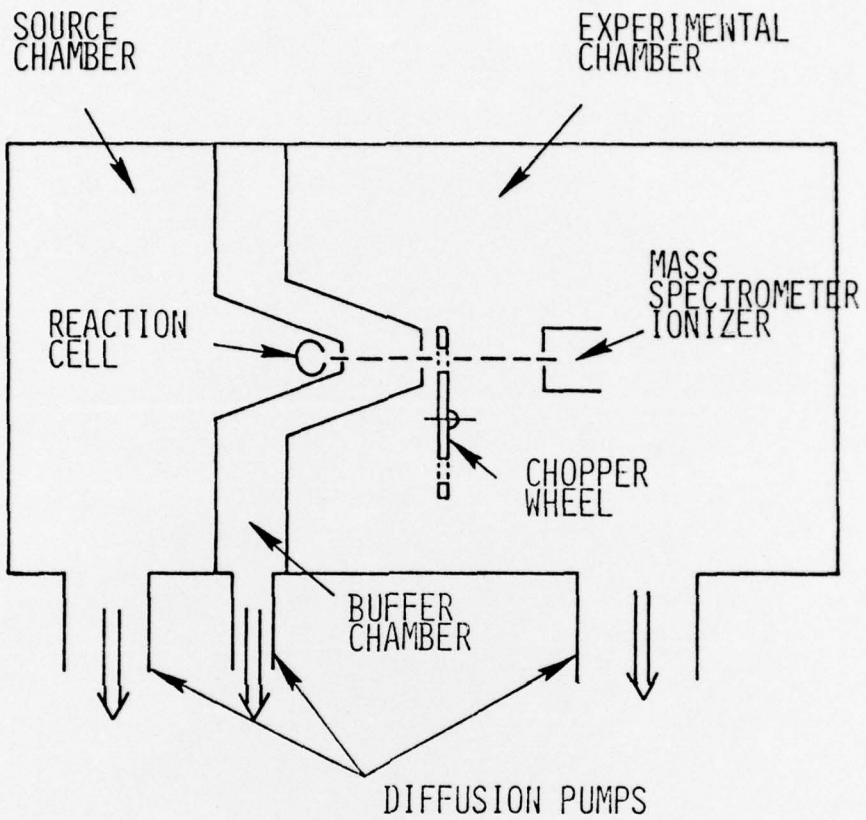 SOURCE
CHAMBER
EXPERIMENTAL
CHAMBER
MASS
SPECTROMETER
IONIZER
REACTION
CELL
CHOPPER
WHEEL
BUFFER
CHAMBER
DIFFUSION PUMPS